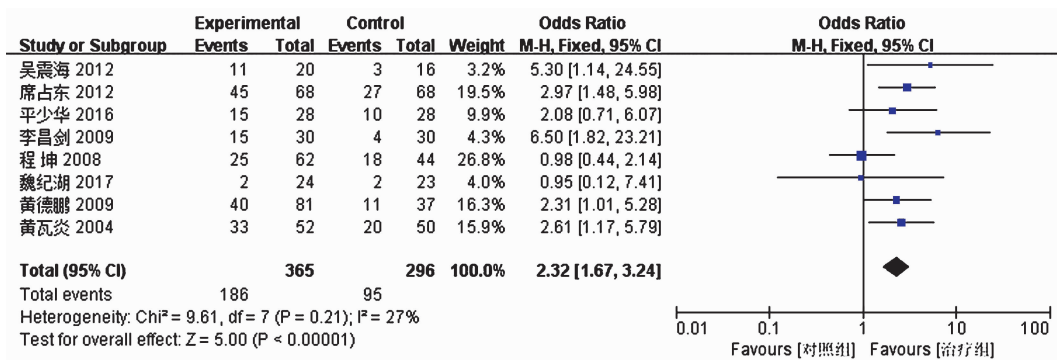 Experimental Control Odds Ratio Odds Ratio
Study or Subgroup Events Total Events Total Weight M-H, Fixed, 95% CI M-H, Fixed, 95% CI
吴震海 2012 11 20 3 16 3.2% 5.30 [1.14, 24.55]
席占东 2012 45 68 27 68 19.5% 2.97 [1.48, 5.98]
平少华 2016 15 28 10 28 9.9% 2.08 [0.71, 6.07]
李昌剑 2009 15 30 4 30 4.3% 6.50 [1.82, 23.21]
程 坤 2008 25 62 18 44 26.8% 0.98 [0.44, 2.14]
魏纪湖 2017 2 24 2 23 4.0% 0.95 [0.12, 7.41]
黄德鹏 2009 40 81 11 37 16.3% 2.31 [1.01, 5.28]
黄瓦炎 2004 33 52 20 50 15.9% 2.61 [1.17, 5.79]
Total (95% CI) 365 296 100.0% 2.32 [1.67, 3.24]
Total events 186 95
Heterogeneity: Chi² = 9.61, df = 7 (P = 0.21); I² = 27%
Test for overall effect: Z = 5.00 (P < 0.00001)
0.01 0.1 1 10 100
Favours [对照组] Favours [治疗组]